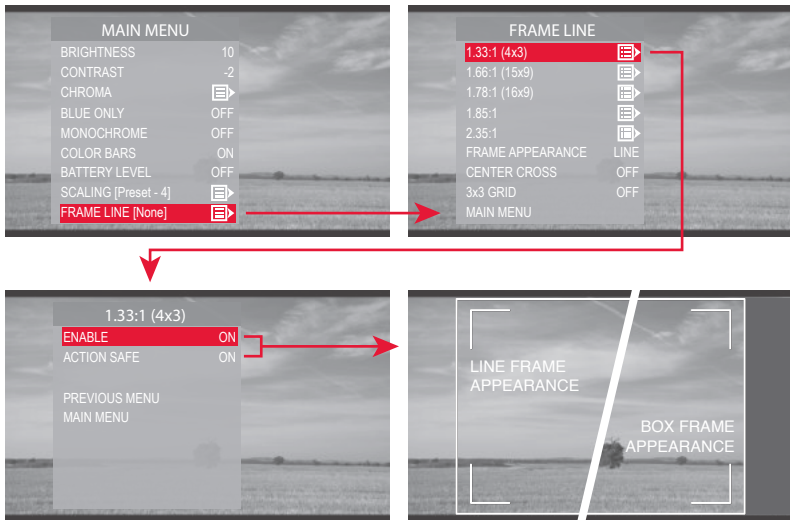 MAIN MENU
BRIGHTNESS 10
CONTRAST -2
CHROMA
BLUE ONLY OFF
MONOCHROME OFF
COLOR BARS ON
BATTERY LEVEL OFF
SCALING [Preset - 4]
FRAME LINE [None]
FRAME LINE
1.33:1 (4x3)
1.66:1 (15x9)
1.78:1 (16x9)
1.85:1
2.35:1
FRAME APPEARANCE LINE
CENTER CROSS OFF
3x3 GRID OFF
MAIN MENU
1.33:1 (4x3)
ENABLE ON
ACTION SAFE ON
PREVIOUS MENU
MAIN MENU
LINE FRAME
APPEARANCE
BOX FRAME
APPEARANCE